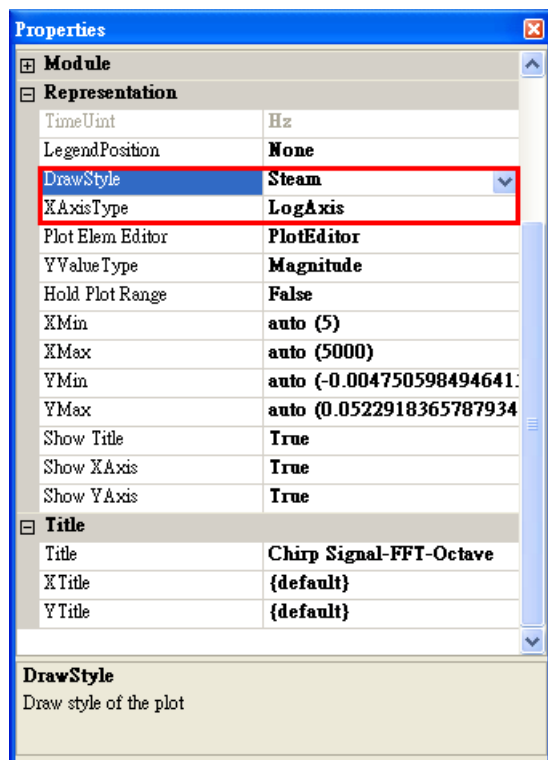 Properties
Module
Representation
TimeUint Hz
LegendPosition None
DrawStyle Steam
XAxisType LogAxis
Plot Elem Editor PlotEditor
YValueType Magnitude
Hold Plot Range False
XMin auto (5)
XMax auto (5000)
YMin auto (-0.004750598494641
YMax auto (0.0522918365787934
Show Title True
Show XAxis True
Show YAxis True
Title
Title Chirp Signal-FFT-Octave
XTitle {default}
YTitle {default}
DrawStyle
Draw style of the plot